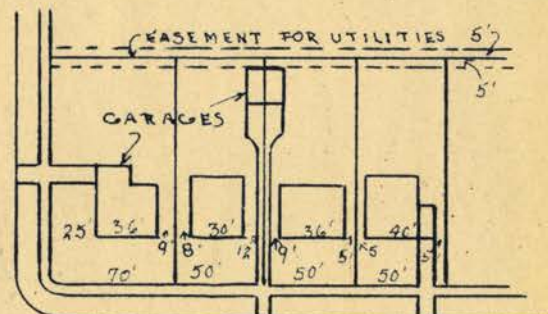 EASEMENT FOR UTILITIES 5'
5'
GARAGES
25' 36' 9' 8' 30' 12' 9' 36' 5' 5 40' 5'
70' 50' 50' 50'